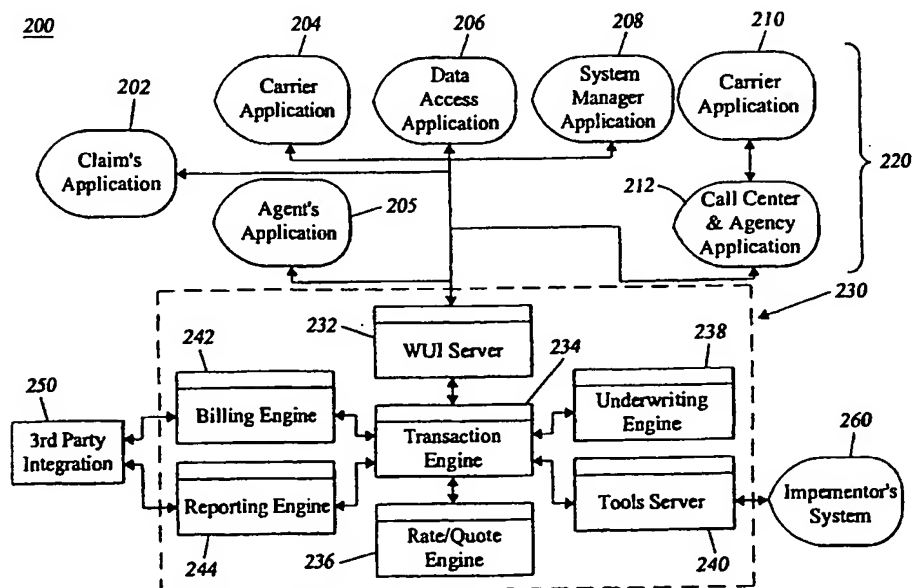 200
204
206
208
210
202
Carrier
Application
Data
Access
Application
System
Manager
Application
Carrier
Application
Claim's
Application
220
212
Agent's
Application
205
Call Center
& Agency
Application
230
232
WUI Server
242
234
238
250
Billing Engine
Underwriting
Engine
3rd Party
Integration
Transaction
Engine
260
Reporting Engine
Tools Server
Impementor's
System
244
236
Rate/Quote
Engine
240